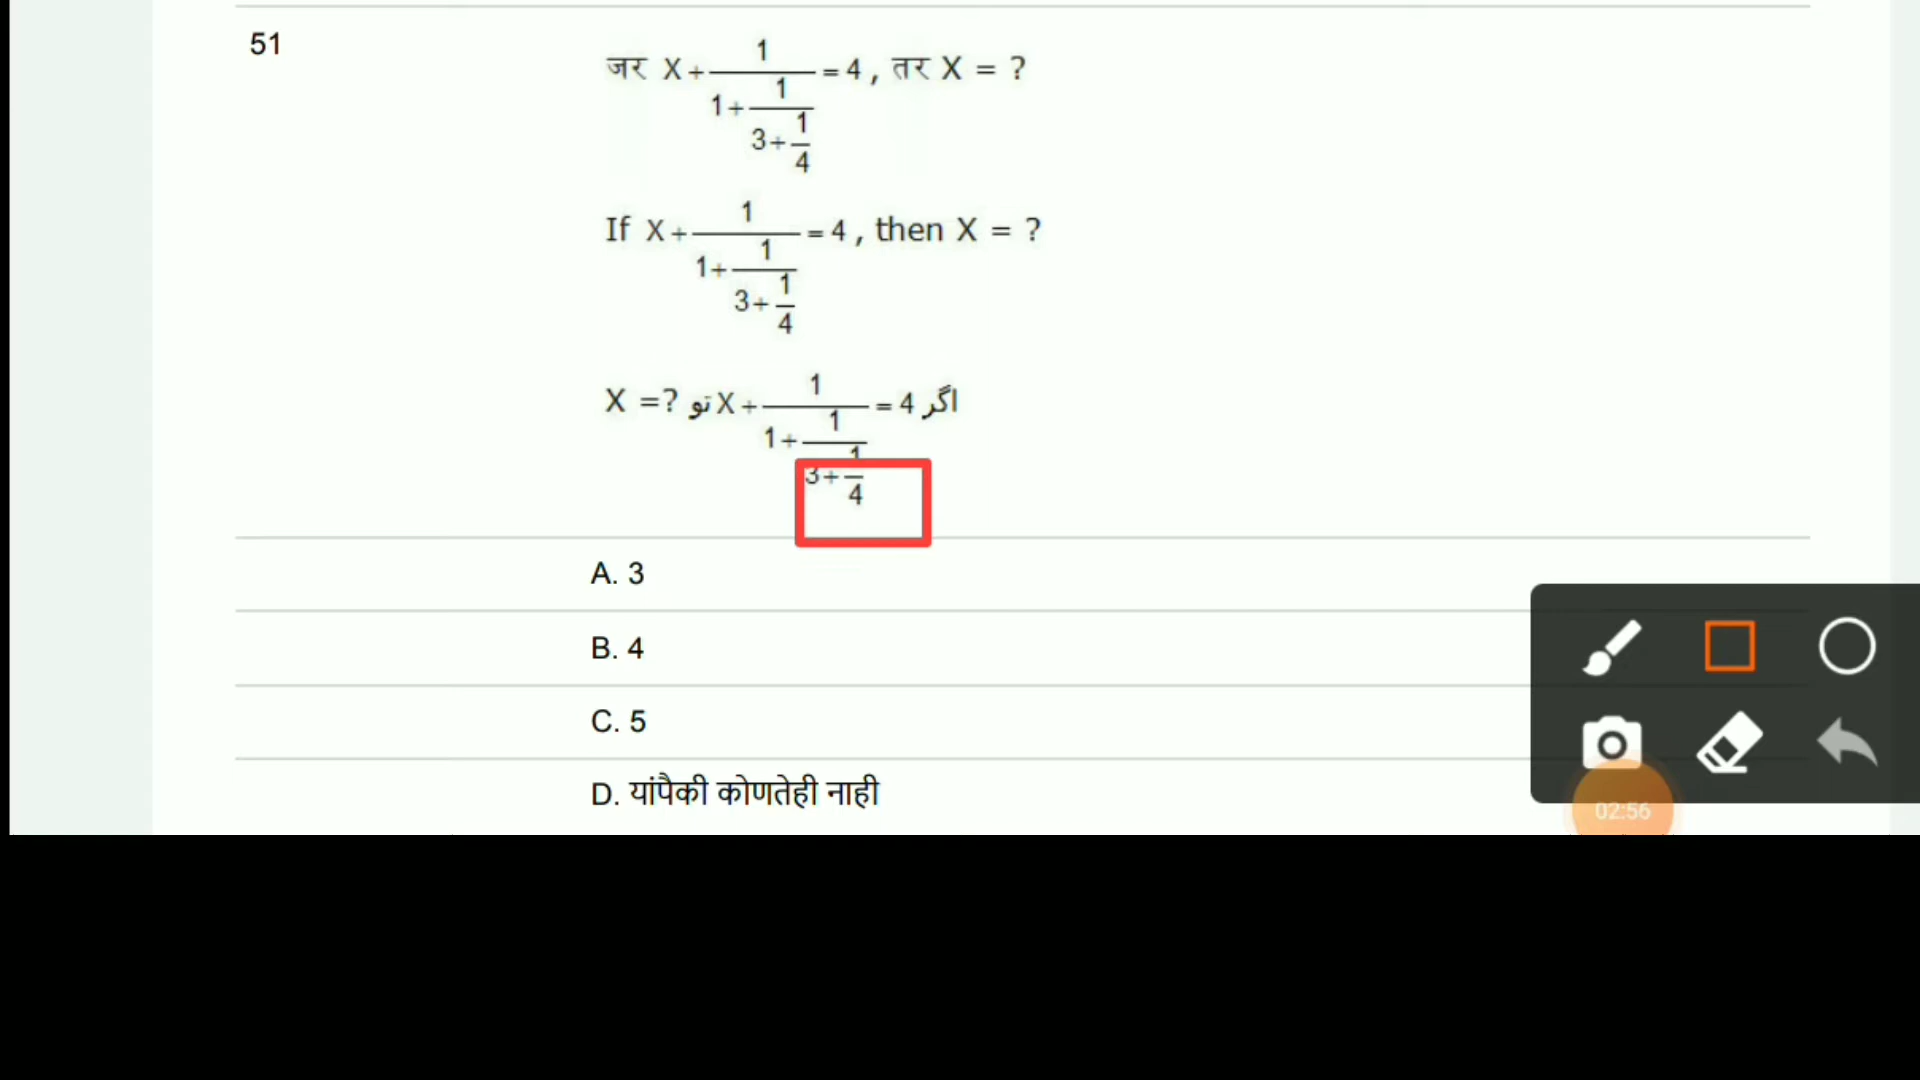 51
जर X + 1/(1 + 1/(3 + 1/4)) = 4 , तर X = ?
If X + 1/(1 + 1/(3 + 1/4)) = 4 , then X = ?
اگر X + 1/(1 + 1/(3 + 1/4)) = 4 تو X =?
A. 3
B. 4
C. 5
D. यांपैकी कोणतेही नाही
02:56